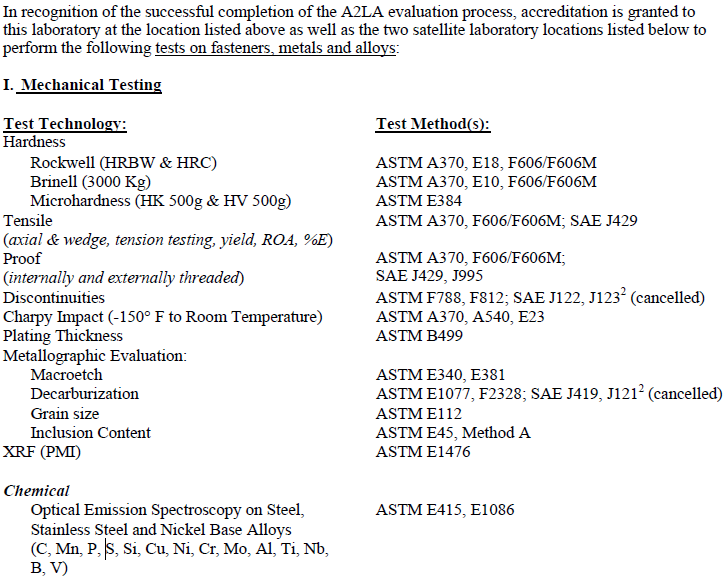 In recognition of the successful completion of the A2LA evaluation process, accreditation is granted to
this laboratory at the location listed above as well as the two satellite laboratory locations listed below to
perform the following tests on fasteners, metals and alloys:
I. Mechanical Testing
Test Technology: Test Method(s):
Hardness
Rockwell (HRBW & HRC) ASTM A370, E18, F606/F606M
Brinell (3000 Kg) ASTM A370, E10, F606/F606M
Microhardness (HK 500g & HV 500g) ASTM E384
Tensile ASTM A370, F606/F606M; SAE J429
(axial & wedge, tension testing, yield, ROA, %E)
Proof ASTM A370, F606/F606M;
(internally and externally threaded) SAE J429, J995
Discontinuities ASTM F788, F812; SAE J122, J123² (cancelled)
Charpy Impact (-150° F to Room Temperature) ASTM A370, A540, E23
Plating Thickness ASTM B499
Metallographic Evaluation:
Macroetch ASTM E340, E381
Decarburization ASTM E1077, F2328; SAE J419, J121² (cancelled)
Grain size ASTM E112
Inclusion Content ASTM E45, Method A
XRF (PMI) ASTM E1476
Chemical
Optical Emission Spectroscopy on Steel, ASTM E415, E1086
Stainless Steel and Nickel Base Alloys
(C, Mn, P, S, Si, Cu, Ni, Cr, Mo, Al, Ti, Nb,
B, V)